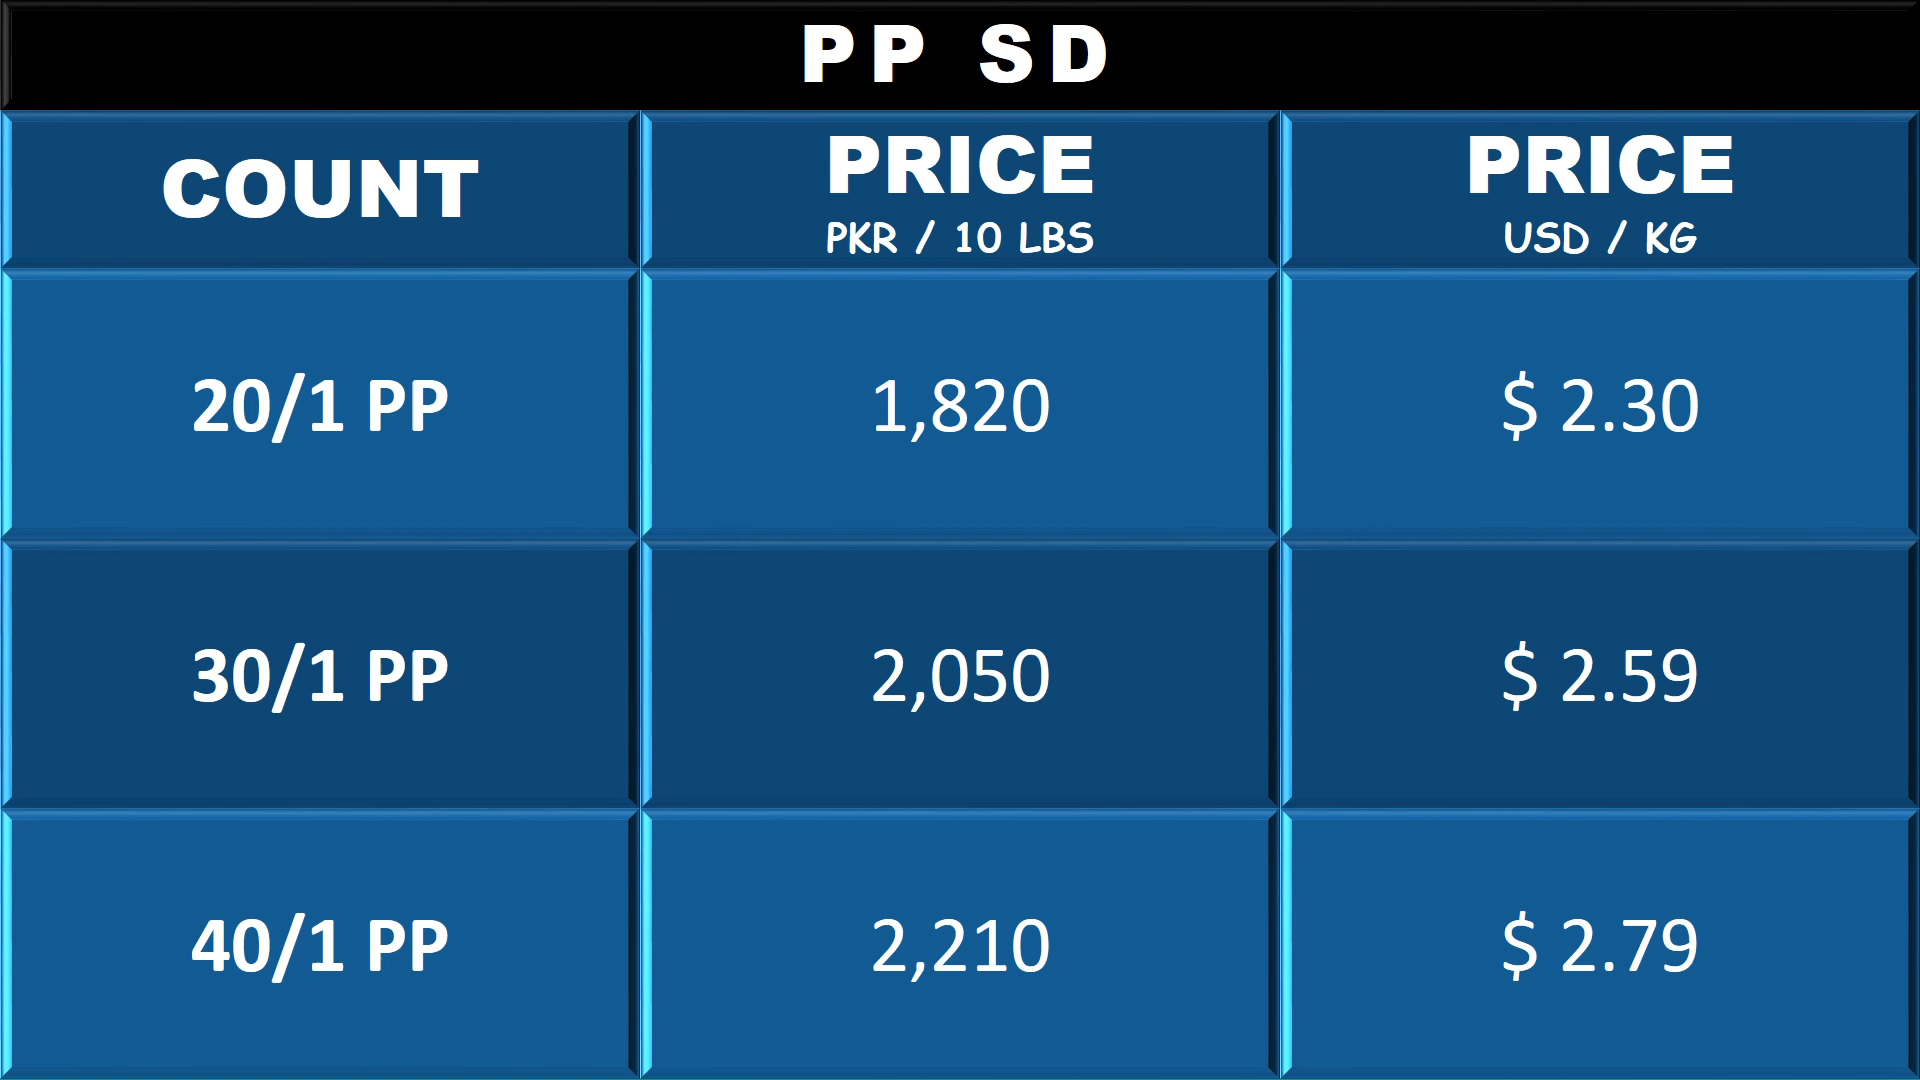 PP SD
COUNT
PRICE
PKR / 10 LBS
PRICE
USD / KG
20/1 PP
1,820
$ 2.30
30/1 PP
2,050
$ 2.59
40/1 PP
2,210
$ 2.79